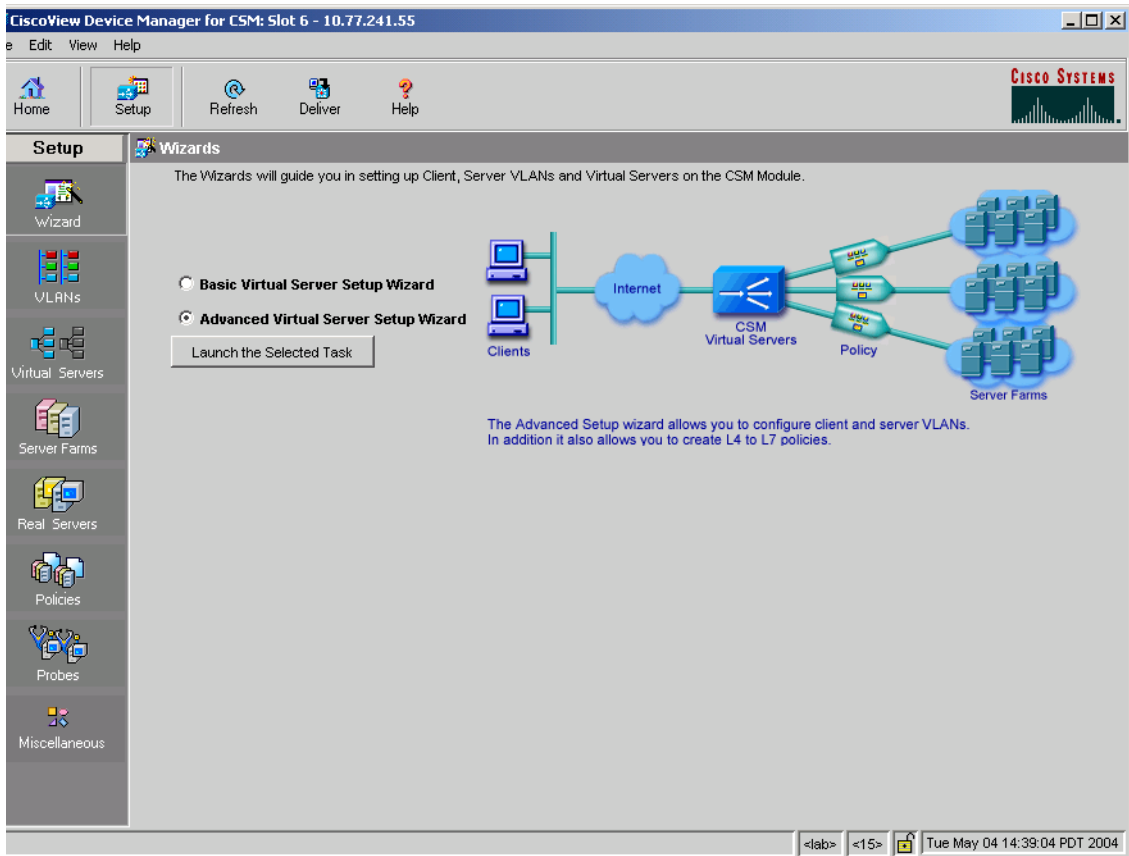 CiscoView Device Manager for CSM: Slot 6 - 10.77.241.55
e Edit View Help
Home Setup Refresh Deliver Help
CISCO SYSTEMS
Setup
Wizards
The Wizards will guide you in setting up Client, Server VLANs and Virtual Servers on the CSM Module.
Wizard
VLANs
Virtual Servers
Server Farms
Real Servers
Policies
Probes
Miscellaneous
Basic Virtual Server Setup Wizard
Advanced Virtual Server Setup Wizard
Launch the Selected Task
Clients
Internet
CSM
Virtual Servers
Policy
Server Farms
The Advanced Setup wizard allows you to configure client and server VLANs.
In addition it also allows you to create L4 to L7 policies.
<lab> <15> Tue May 04 14:39:04 PDT 2004